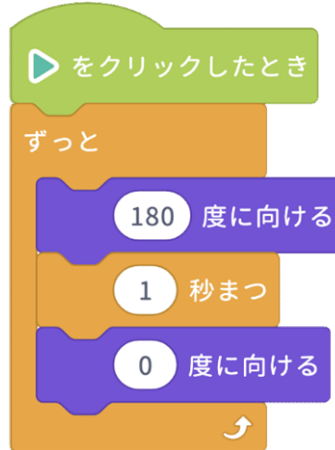 をクリックしたとき
ずっと
180 度に向ける
1 秒まつ
0 度に向ける